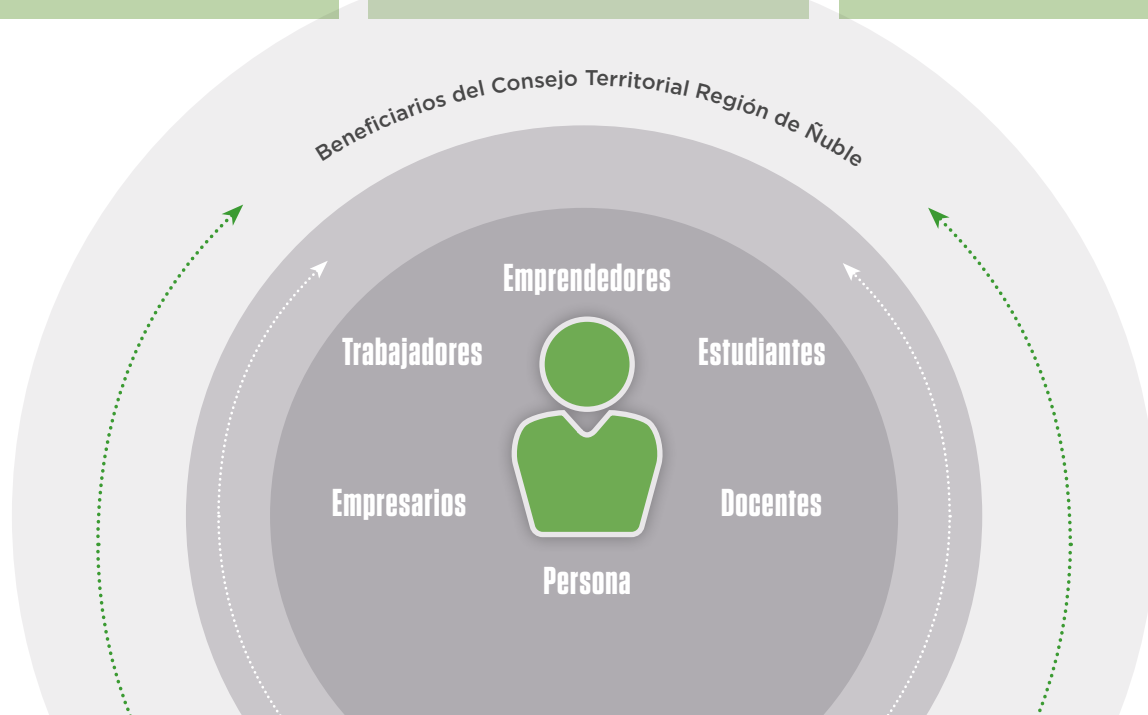 Beneficiarios del Consejo Territorial Región de Ñuble
Emprendedores
Trabajadores
Estudiantes
Empresarios
Docentes
Persona